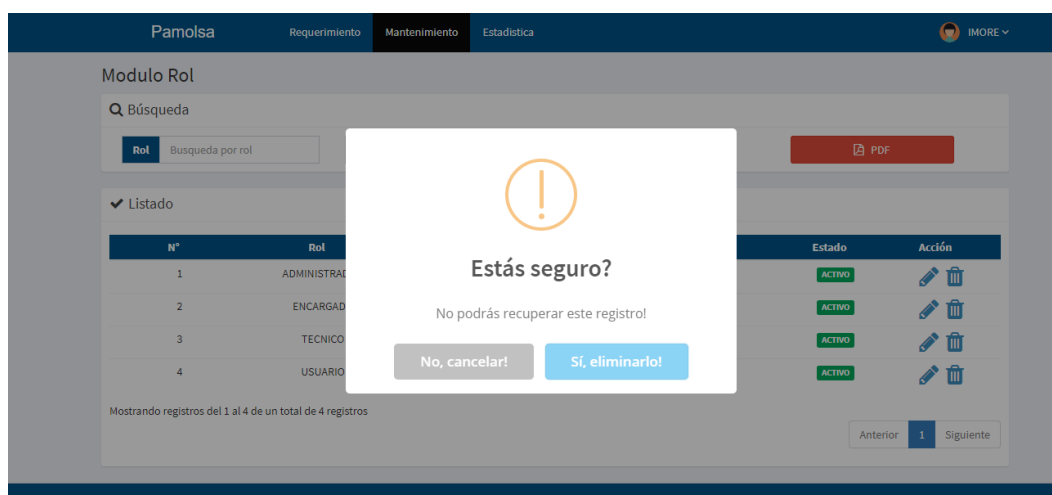 Pamolsa Requerimiento Mantenimiento Estadistica IMORE
Modulo Rol
Búsqueda
Rol Busqueda por rol PDF
Listado
N° Rol Estado Acción
1 ACTIVO
2 ACTIVO
3 TECNICO ACTIVO
4 USUARIO ACTIVO
Estás seguro?
No podrás recuperar este registro!
No, cancelar! Sí, eliminarlo!
Mostrando registros del 1 al 4 de un total de 4 registros
Anterior 1 Siguiente